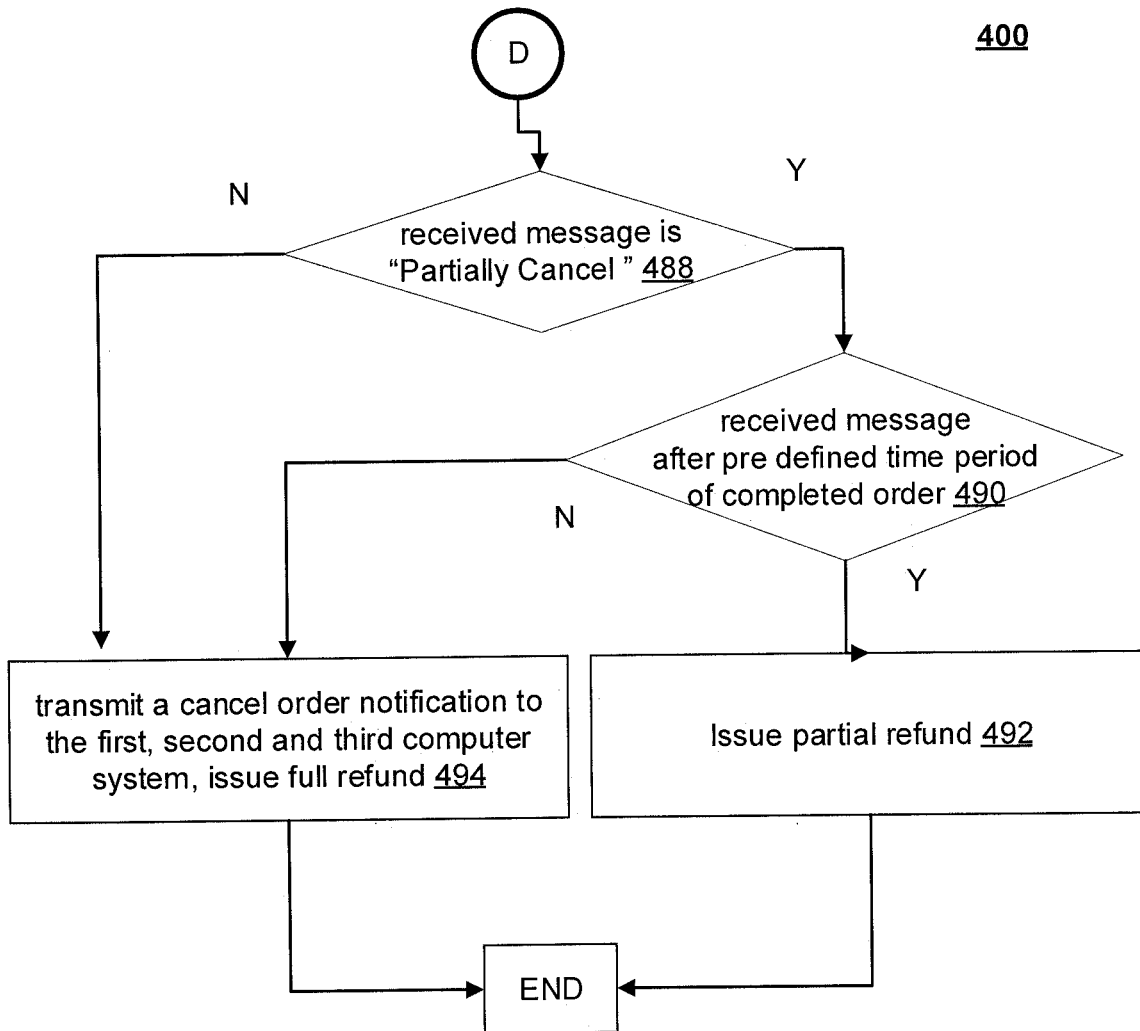 400
D
N
Y
received message is
“Partially Cancel ” 488
received message
after pre defined time period
of completed order 490
N
Y
transmit a cancel order notification to
the first, second and third computer
system, issue full refund 494
Issue partial refund 492
END